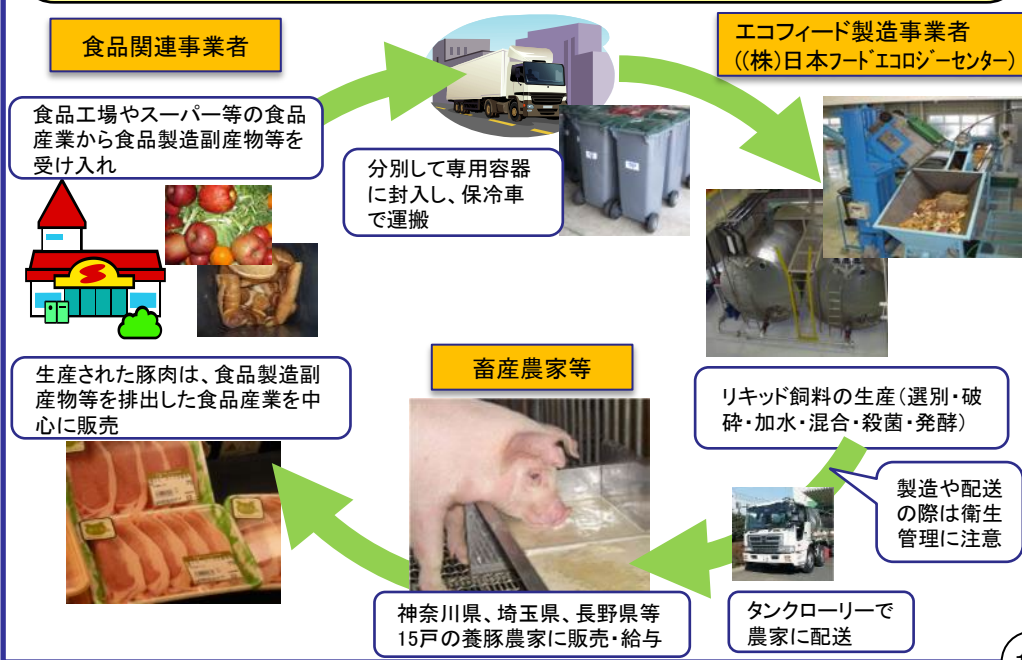 食品関連事業者
エコフィード製造事業者
((株)日本フードエコロジーセンター)
食品工場やスーパー等の食品
産業から食品製造副産物等を
受け入れ
分別して専用容器
に封入し、保冷車
で運搬
生産された豚肉は、食品製造副
産物等を排出した食品産業を中
心に販売
畜産農家等
リキッド飼料の生産(選別・破
砕・加水・混合・殺菌・発酵)
製造や配送
の際は衛生
管理に注意
神奈川県、埼玉県、長野県等
15戸の養豚農家に販売・給与
タンクローリーで
農家に配送